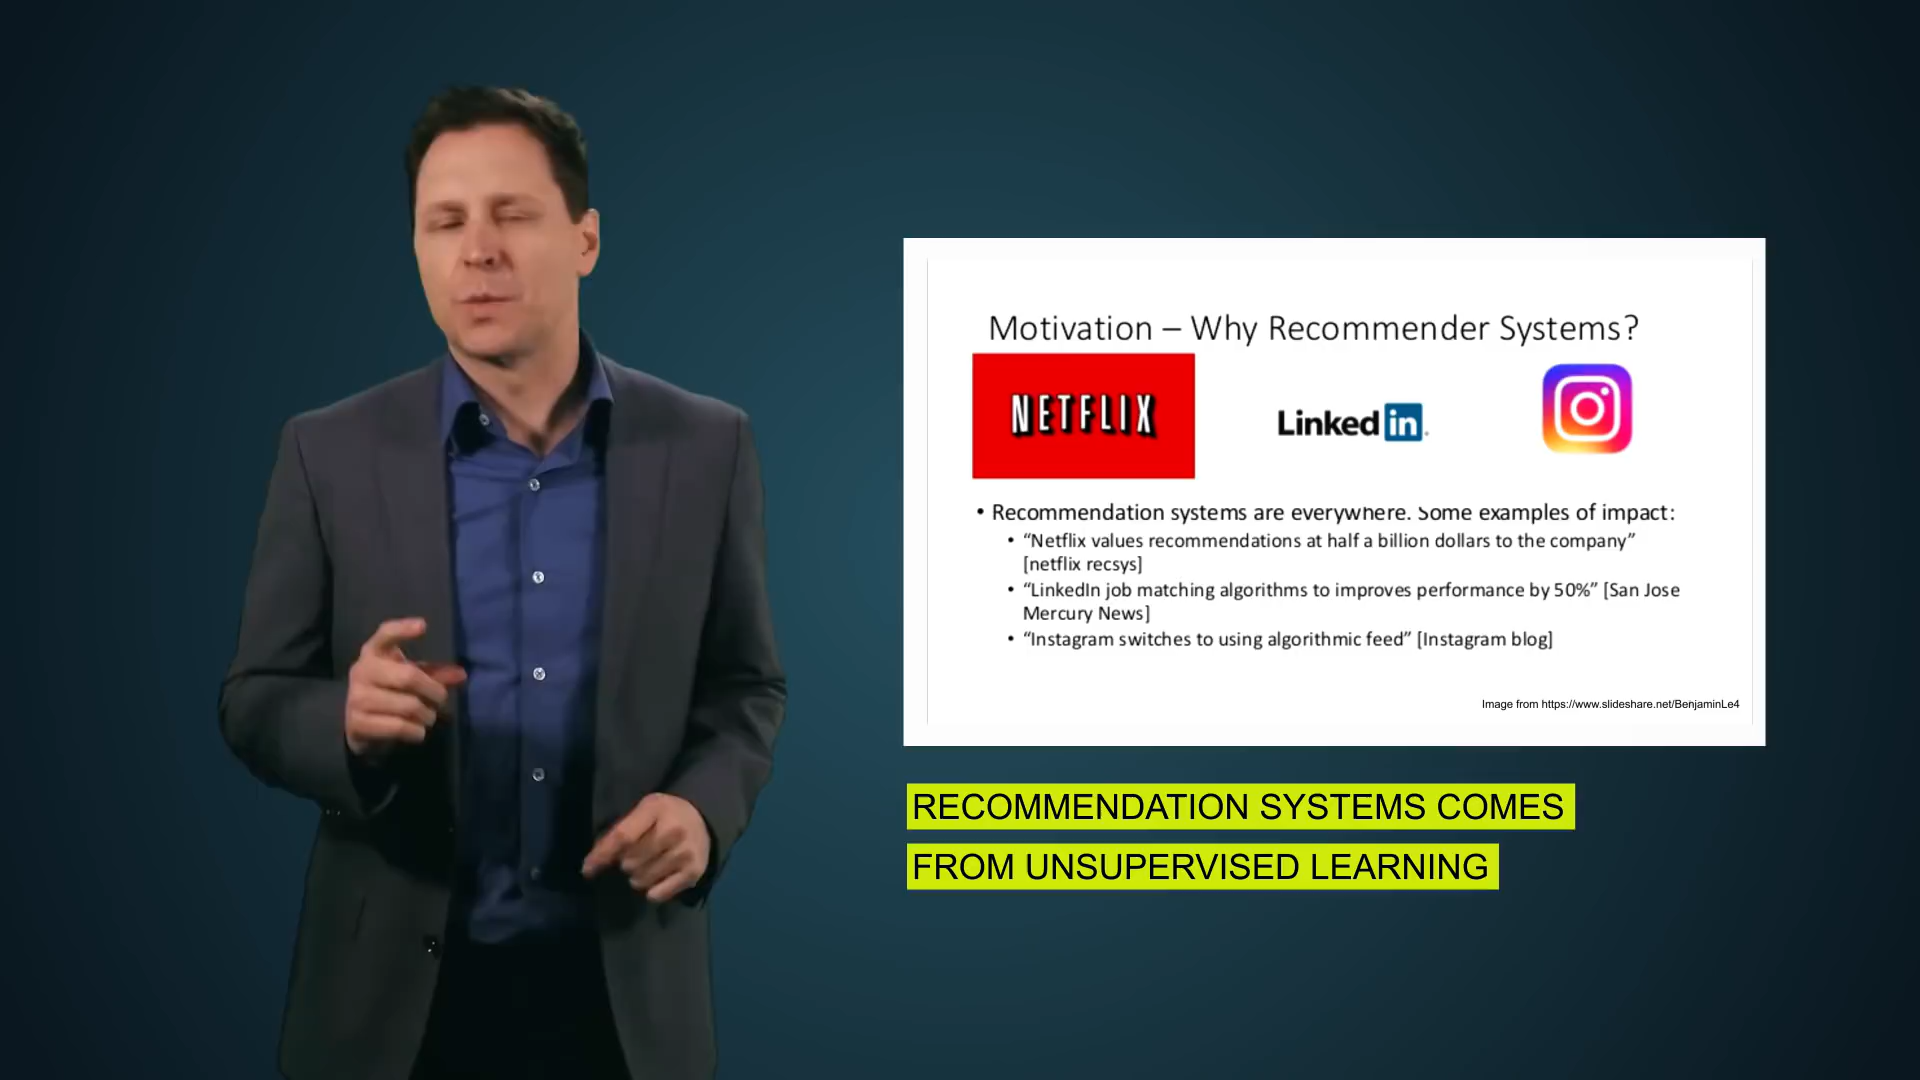 Motivation – Why Recommender Systems?
NETFLIX
Linked in
• Recommendation systems are everywhere. Some examples of impact:
• “Netflix values recommendations at half a billion dollars to the company”
[netflix recsys]
• “LinkedIn job matching algorithms to improves performance by 50%” [San Jose
Mercury News]
• “Instagram switches to using algorithmic feed” [Instagram blog]
Image from https://www.slideshare.net/BenjaminLe4
RECOMMENDATION SYSTEMS COMES
FROM UNSUPERVISED LEARNING